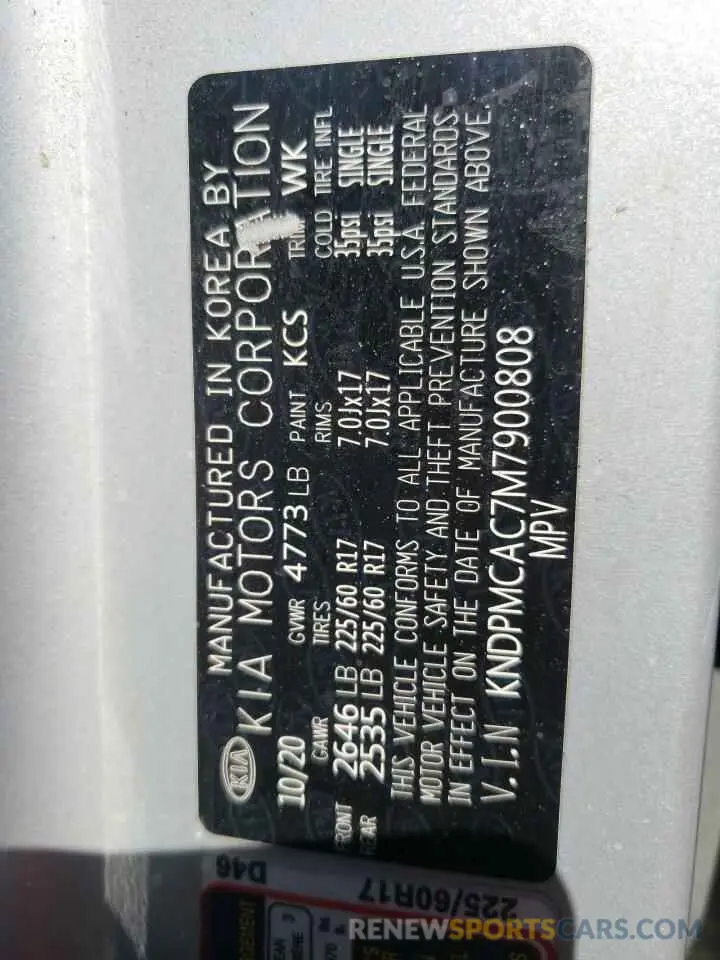 MANUFACTURED IN KOREA BY
KIA KIA MOTORS CORPORATION
10/20 GVWR 4773 LB PAINT KCS TRIM WK
GAWR TIRES RIMS COLD TIRE INFL
FRONT 2646 LB 225/60 R17 7.0Jx17 35psi SINGLE
REAR 2535 LB 225/60 R17 7.0Jx17 35psi SINGLE
THIS VEHICLE CONFORMS TO ALL APPLICABLE U.S.A. FEDERAL
MOTOR VEHICLE SAFETY AND THEFT PREVENTION STANDARDS
IN EFFECT ON THE DATE OF MANUFACTURE SHOWN ABOVE.
V.I.N KNDPMCAC7M7900808
MPV
D46
225/60R17
RENEWSPORTSCARS.COM